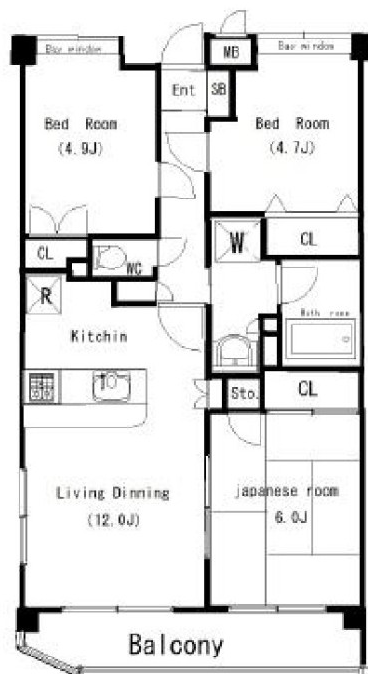 Bay window
MB
Bay window
Ent
SB
Bed Room
(4.9J)
Bed Room
(4.7J)
CL
WC
W
CL
R
Kitchin
Bath room
Sto.
CL
Living Dinning
(12.0J)
japanese room
6.0J
Balcony